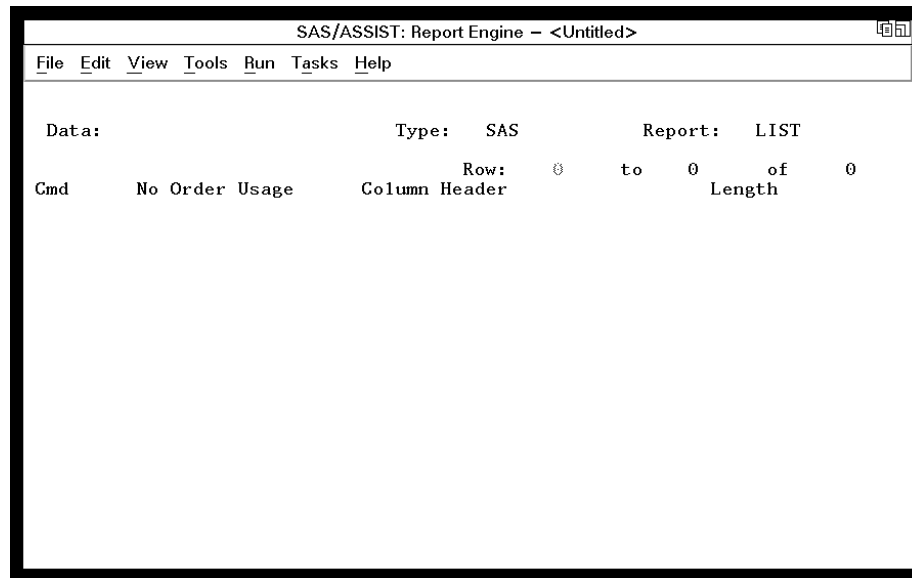 SAS/ASSIST: Report Engine – <Untitled>
File Edit View Tools Run Tasks Help
Data: Type: SAS Report: LIST
Row: 0 to 0 of 0
Cmd No Order Usage Column Header Length